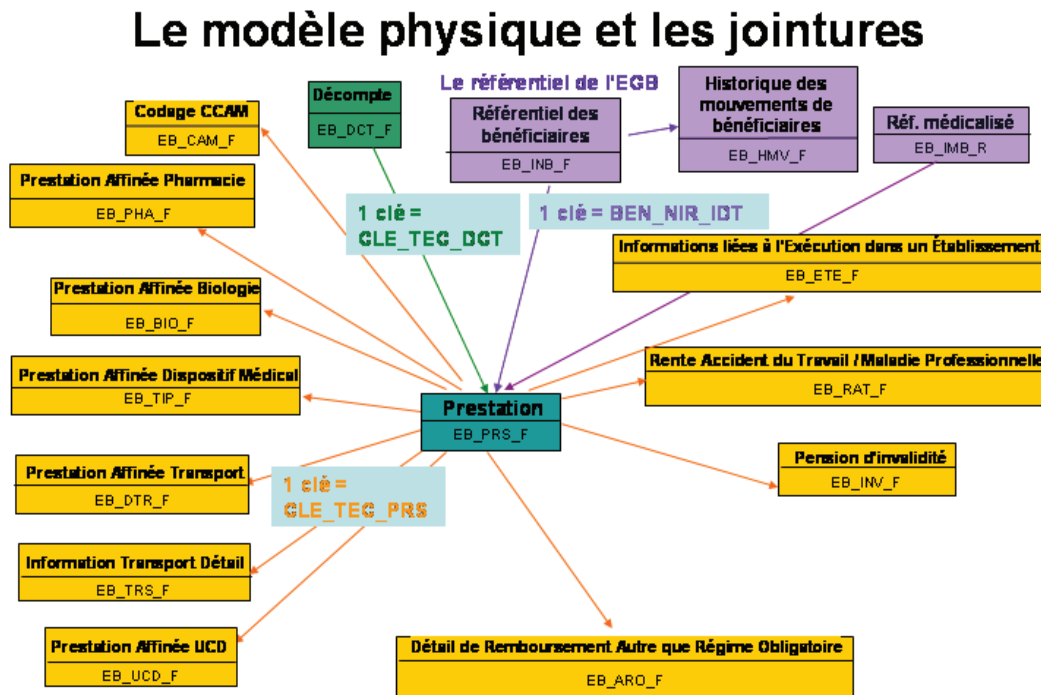 Le modèle physique et les jointures
Le référentiel de l'EGB
Décompte
EB_DCT_F
Référentiel des
bénéficiaires
EB_INB_F
Historique des
mouvements de
bénéficiaires
EB_HMV_F
Réf. médicalisé
EB_IMB_R
Codage CCAM
EB_CAM_F
Prestation Affinée Pharmacie
EB_PHA_F
1 clé =
CLE_TEC_DCT
1 clé = BEN_NIR_IDT
Informations liées à l'Exécution dans un Établissement
EB_ETE_F
Prestation Affinée Biologie
EB_BIO_F
Rente Accident du Travail / Maladie Professionnelle
EB_RAT_F
Prestation Affinée Dispositif Médical
EB_TIP_F
Prestation
EB_PRS_F
Pension d'invalidité
EB_INV_F
Prestation Affinée Transport
EB_DTR_F
1 clé =
CLE_TEC_PRS
Information Transport Détail
EB_TRS_F
Prestation Affinée UCD
EB_UCD_F
Détail de Remboursement Autre que Régime Obligatoire
EB_ARO_F